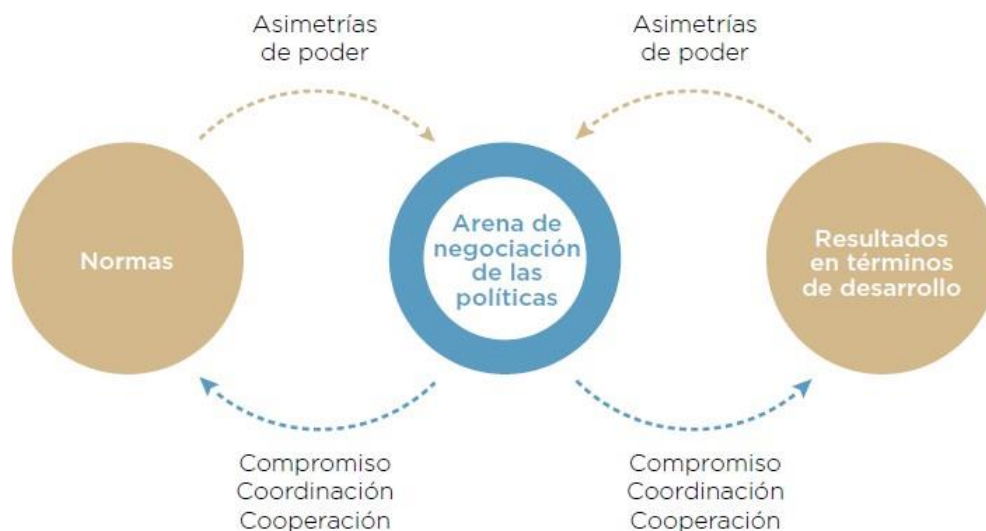 Asimetrías
de poder
Asimetrías
de poder
Normas
Arena de
negociación
de las
políticas
Resultados
en términos
de desarrollo
Compromiso
Coordinación
Cooperación
Compromiso
Coordinación
Cooperación